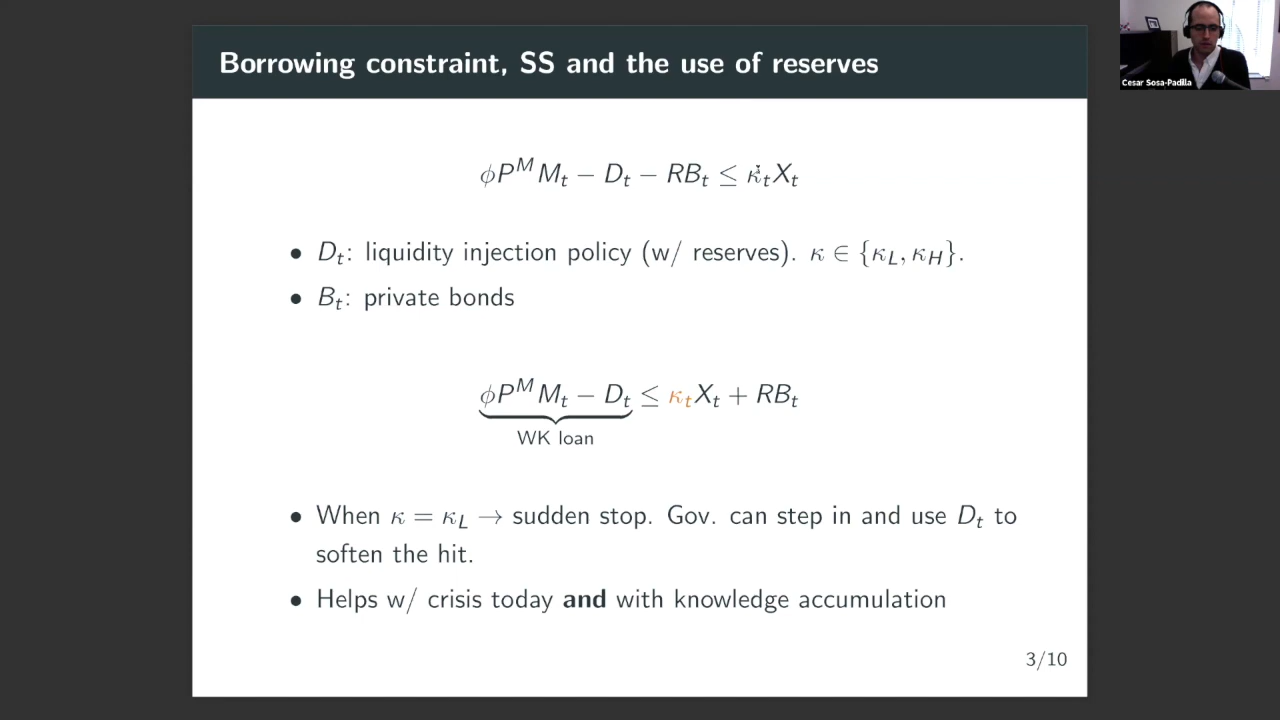 Borrowing constraint, SS and the use of reserves
Cesar Sosa-Padilla
ϕP^M M_t − D_t − RB_t ≤ κ_t X_t
• D_t: liquidity injection policy (w/ reserves). κ ∈ {κ_L, κ_H}.
• B_t: private bonds
ϕP^M M_t − D_t ≤ κ_t X_t + RB_t
WK loan
• When κ = κ_L → sudden stop. Gov. can step in and use D_t to
soften the hit.
• Helps w/ crisis today and with knowledge accumulation
3/10